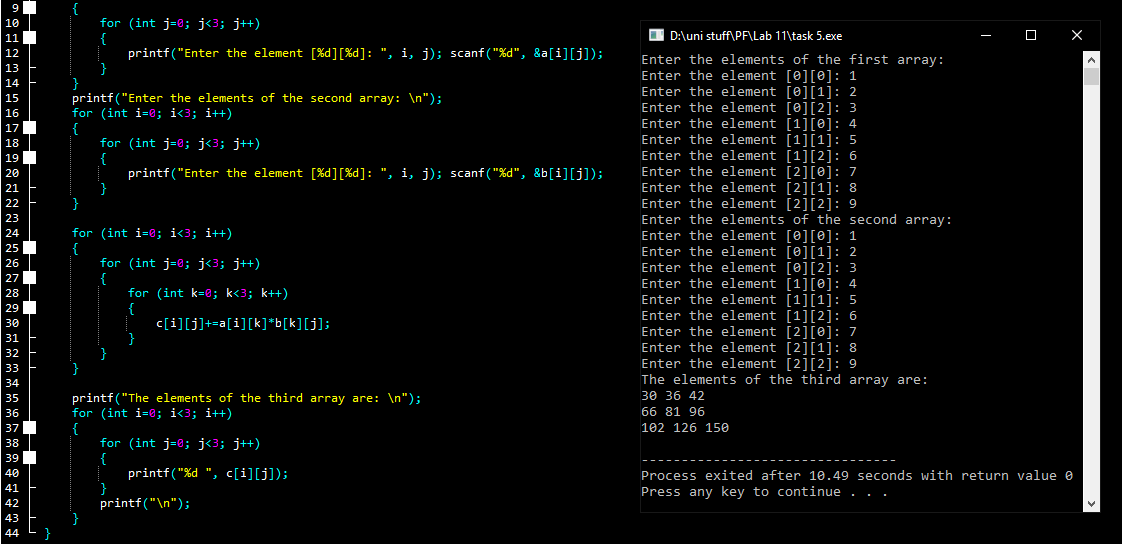 9 {
10 for (int j=0; j<3; j++)
11 {
12 printf("Enter the element [%d][%d]: ", i, j); scanf("%d", &a[i][j]);
13 }
14 }
15 printf("Enter the elements of the second array: \n");
16 for (int i=0; i<3; i++)
17 {
18 for (int j=0; j<3; j++)
19 {
20 printf("Enter the element [%d][%d]: ", i, j); scanf("%d", &b[i][j]);
21 }
22 }
23
24 for (int i=0; i<3; i++)
25 {
26 for (int j=0; j<3; j++)
27 {
28 for (int k=0; k<3; k++)
29 {
30 c[i][j]+=a[i][k]*b[k][j];
31 }
32 }
33 }
34
35 printf("The elements of the third array are: \n");
36 for (int i=0; i<3; i++)
37 {
38 for (int j=0; j<3; j++)
39 {
40 printf("%d ", c[i][j]);
41 }
42 printf("\n");
43 }
44 }
D:\uni stuff\PF\Lab 11\task 5.exe
Enter the elements of the first array:
Enter the element [0][0]: 1
Enter the element [0][1]: 2
Enter the element [0][2]: 3
Enter the element [1][0]: 4
Enter the element [1][1]: 5
Enter the element [1][2]: 6
Enter the element [2][0]: 7
Enter the element [2][1]: 8
Enter the element [2][2]: 9
Enter the elements of the second array:
Enter the element [0][0]: 1
Enter the element [0][1]: 2
Enter the element [0][2]: 3
Enter the element [1][0]: 4
Enter the element [1][1]: 5
Enter the element [1][2]: 6
Enter the element [2][0]: 7
Enter the element [2][1]: 8
Enter the element [2][2]: 9
The elements of the third array are:
30 36 42
66 81 96
102 126 150
--------------------------------
Process exited after 10.49 seconds with return value 0
Press any key to continue . . .